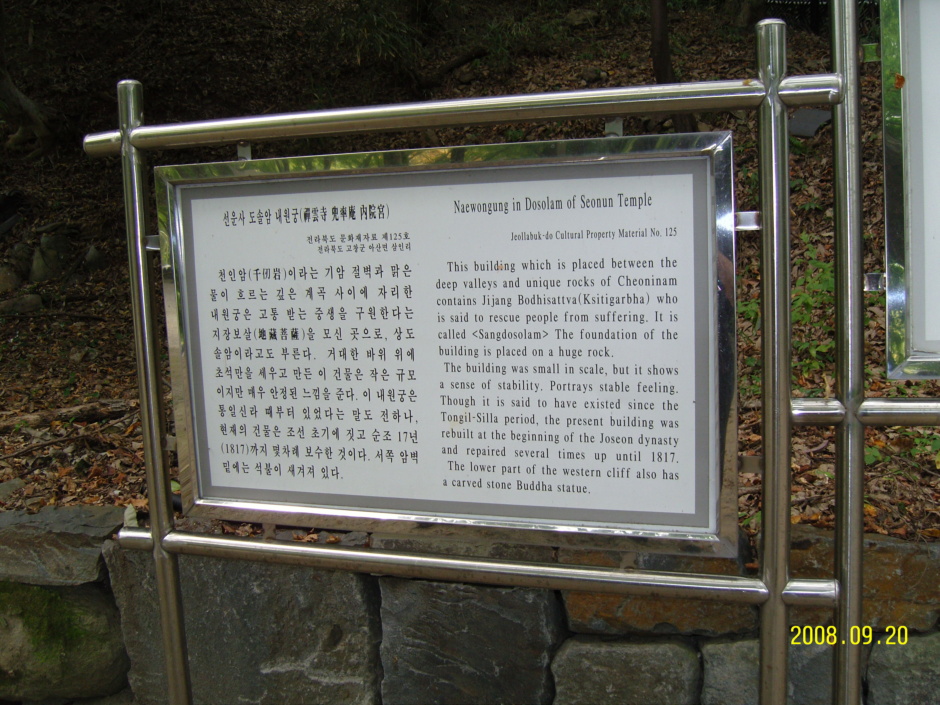 선운사 도솔암 내원궁(禪雲寺 兜率庵 內院宮)
전라북도 문화재자료 제125호
전라북도 고창군 아산면 삼인리
천인암(千仞岩)이라는 기암 절벽과 맑은
물이 흐르는 깊은 계곡 사이에 자리한
내원궁은 고통 받는 중생을 구원한다는
지장보살(地藏菩薩)을 모신 곳으로, 상도
솔암이라고도 부른다. 거대한 바위 위에
초석만을 세우고 만든 이 건물은 작은 규모
이지만 매우 안정된 느낌을 준다. 이 내원궁은
통일신라 때부터 있었다는 말도 전하나,
현재의 건물은 조선 초기에 짓고 순조 17년
(1817)까지 몇차례 보수한 것이다. 서쪽 암벽
밑에는 석불이 새겨져 있다.
Naewongung in Dosolam of Seonun Temple
Jeollabuk-do Cultural Property Material No. 125
This building which is placed between the
deep valleys and unique rocks of Cheoninam
contains Jijang Bodhisattva(Ksitigarbha) who
is said to rescue people from suffering. It is
called <Sangdosolam> The foundation of the
building is placed on a huge rock.
The building was small in scale, but it shows
a sense of stability. Portrays stable feeling.
Though it is said to have existed since the
Tongil-Silla period, the present building was
rebuilt at the beginning of the Joseon dynasty
and repaired several times up until 1817.
The lower part of the western cliff also has
a carved stone Buddha statue.
2008.09.20